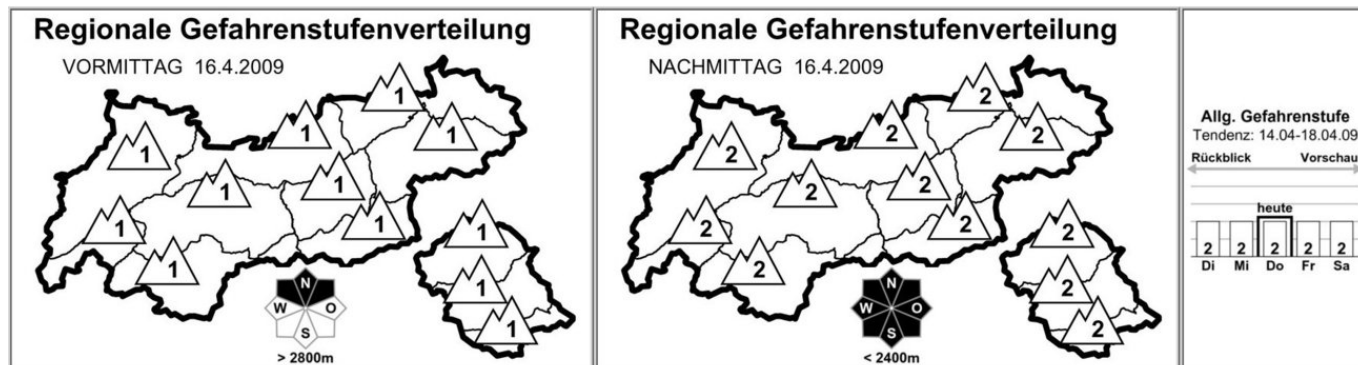 Regionale Gefahrenstufenverteilung
VORMITTAG 16.4.2009
1
1
1
1
1
1
1
1
1
1
1
1
N
W O
S
> 2800m
Regionale Gefahrenstufenverteilung
NACHMITTAG 16.4.2009
2
2
2
2
2
2
2
2
2
2
2
2
N
W O
S
< 2400m
Allg. Gefahrenstufe
Tendenz: 14.04-18.04.09
Rückblick Vorschau
heute
2 2 2 2 2
Di Mi Do Fr Sa